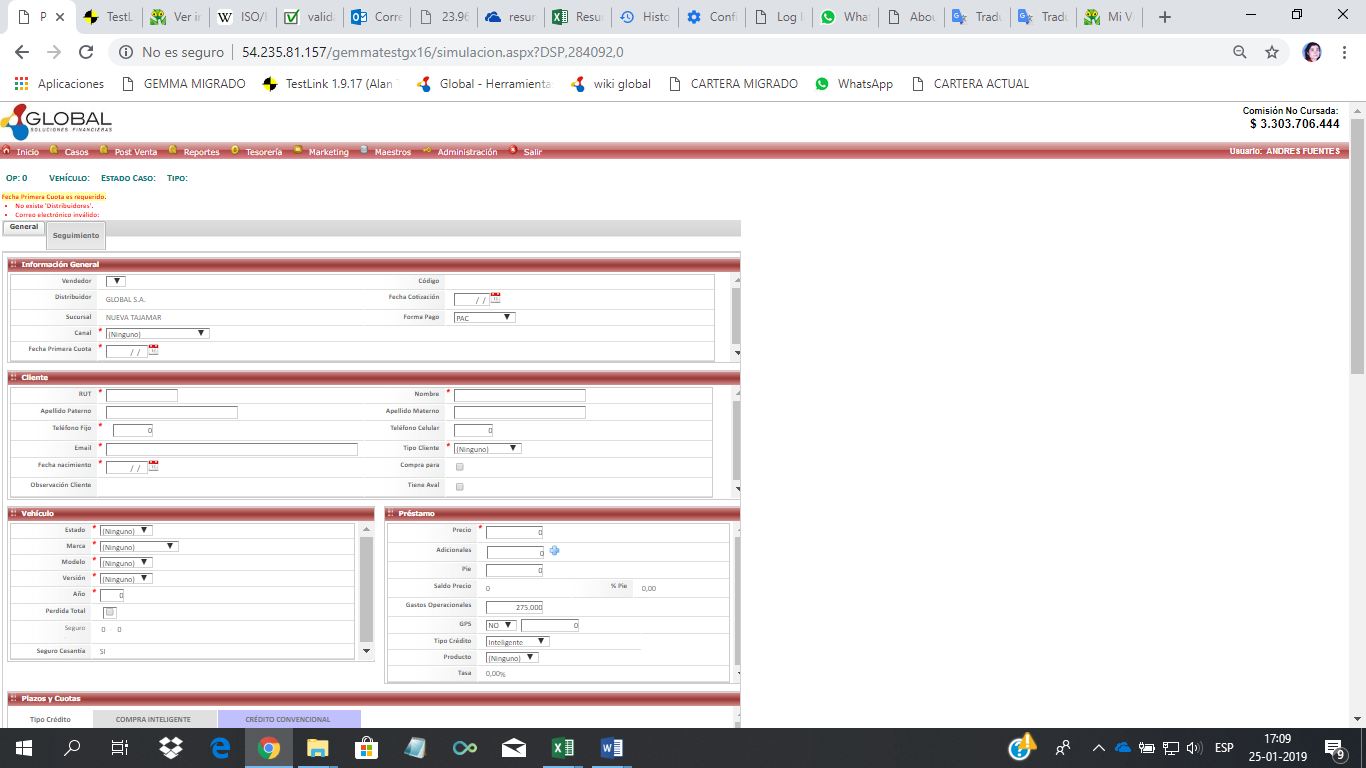 P
TestL
Ver ir
ISO/I
valid
Corre
23.96
resur
Resur
Histo
Confi
Log I
What
Abou
Tradu
Tradu
Mi V
No es seguro
54.235.81.157/gemmatestgx16/simulacion.aspx?DSP,284092,0
Aplicaciones
GEMMA MIGRADO
TestLink 1.9.17 (Alan
Global - Herramienta
wiki global
CARTERA MIGRADO
WhatsApp
CARTERA ACTUAL
GLOBAL
SOLUCIONES FINANCIERAS
Comisión No Cursada:
$ 3.303.706.444
Inicio Casos Post Venta Reportes Tesorería Marketing Maestros Administración Salir
Usuario: ANDRES FUENTES
OP: 0 VEHÍCULO: ESTADO CASO: TIPO:
Fecha Primera Cuota es requerido.
• No existe 'Distribuidores'.
• Correo electrónico inválido;
General
Seguimiento
Información General
Vendedor
Código
Distribuidor GLOBAL S.A.
Fecha Cotización / /
Sucursal NUEVA TAJAMAR
Forma Pago PAC
Canal * (Ninguno)
Fecha Primera Cuota * / /
Cliente
RUT *
Nombre *
Apellido Paterno
Apellido Materno
Teléfono Fijo * 0
Teléfono Celular 0
Email *
Tipo Cliente * (Ninguno)
Fecha nacimiento * / /
Compra para
Observación Cliente
Tiene Aval
Vehículo
Estado * (Ninguno)
Marca * (Ninguno)
Modelo * (Ninguno)
Versión * (Ninguno)
Año * 0
Perdida Total
Seguro 0 0
Seguro Cesantía SI
Préstamo
Precio * 0
Adicionales 0
Pie 0
Saldo Precio 0 % Pie 0,00
Gastos Operacionales 275.000
GPS NO 0
Tipo Crédito Inteligente
Producto (Ninguno)
Tasa 0,00%
Plazos y Cuotas
Tipo Crédito COMPRA INTELIGENTE CRÉDITO CONVENCIONAL
ESP
17:09
25-01-2019
9